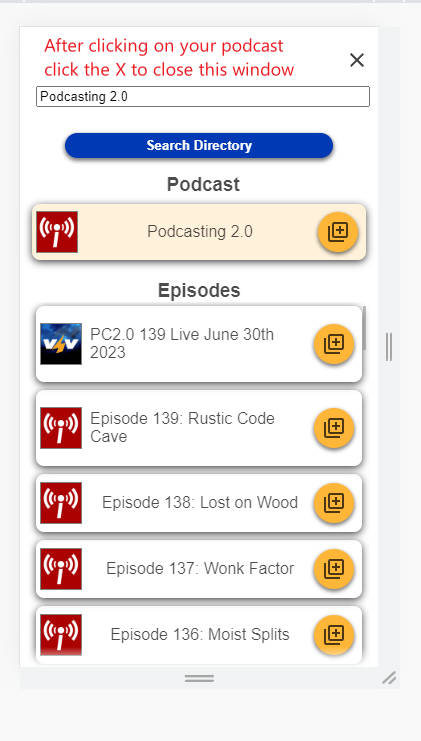 After clicking on your podcast
click the X to close this window
Podcasting 2.0
Search Directory
Podcast
Podcasting 2.0
Episodes
PC2.0 139 Live June 30th
2023
Episode 139: Rustic Code
Cave
Episode 138: Lost on Wood
Episode 137: Wonk Factor
Episode 136: Moist Splits